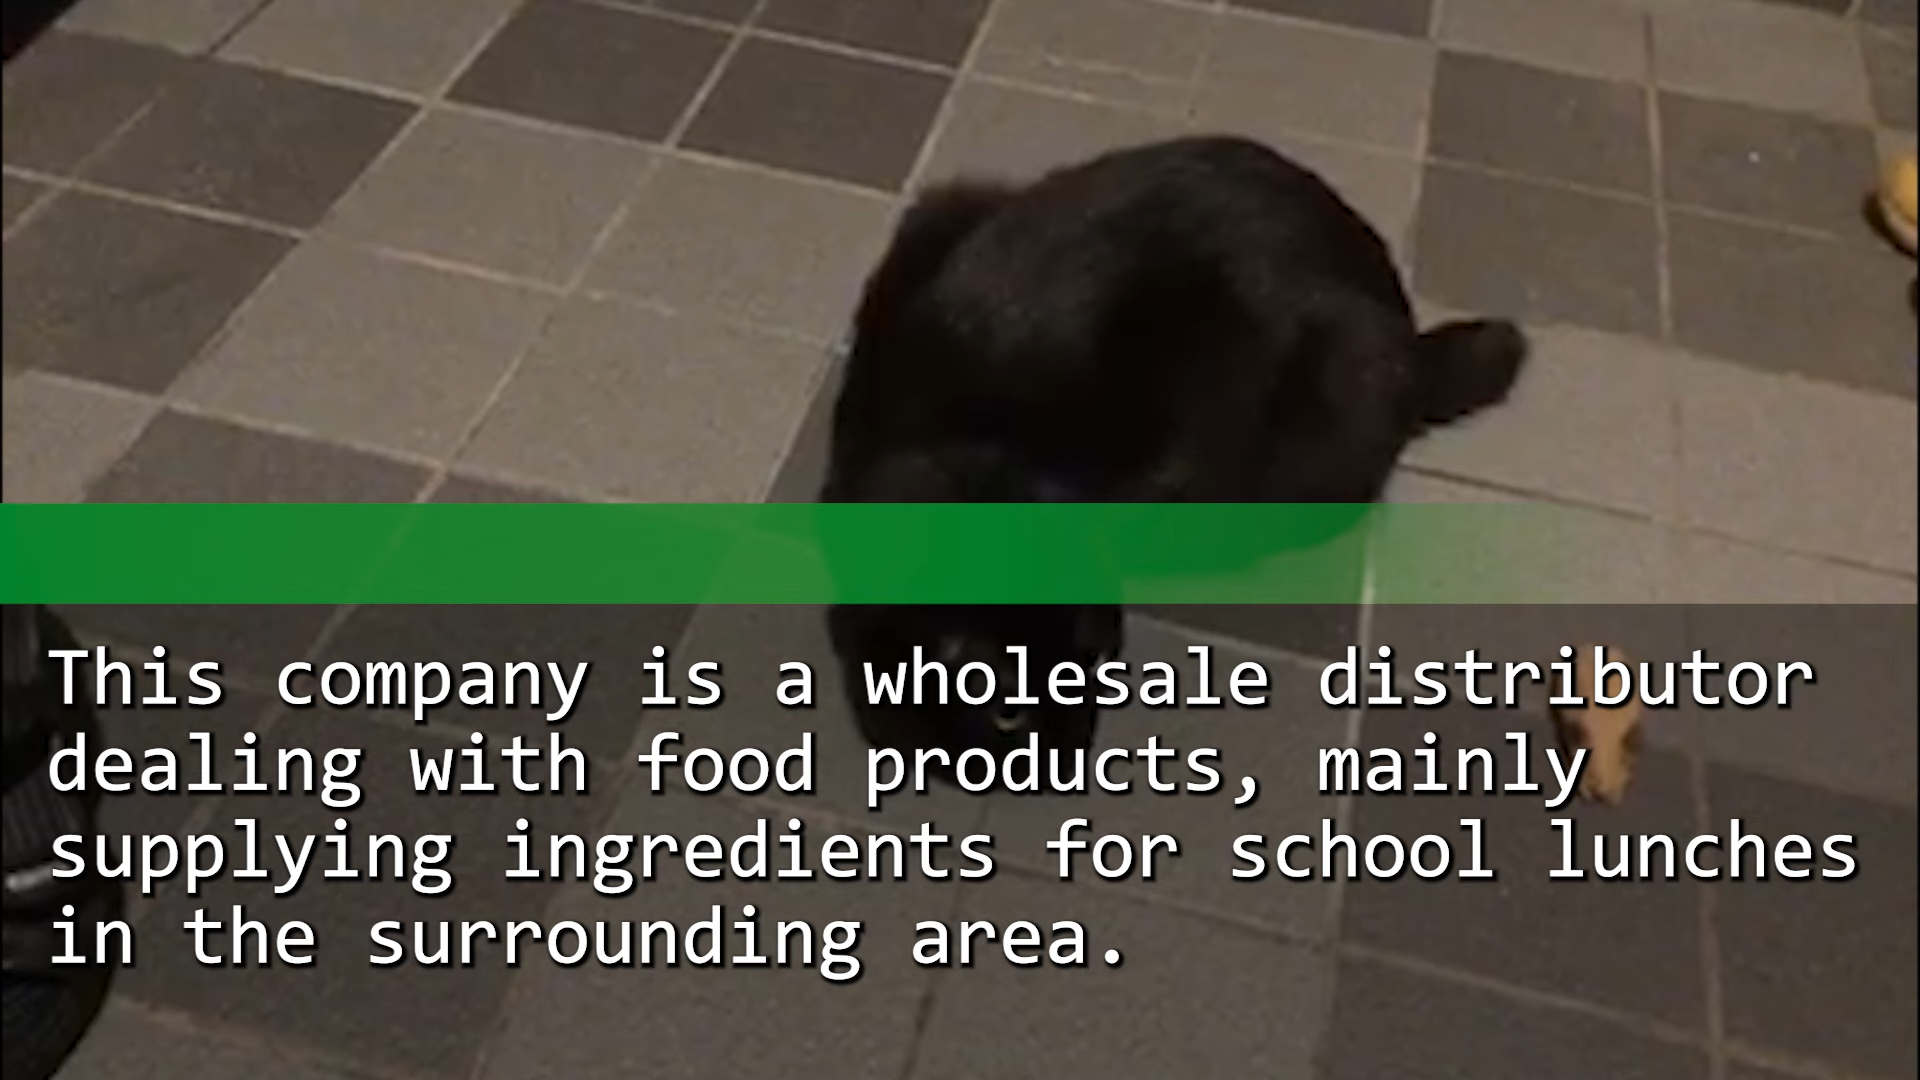 This company is a wholesale distributor
dealing with food products, mainly
supplying ingredients for school lunches
in the surrounding area.